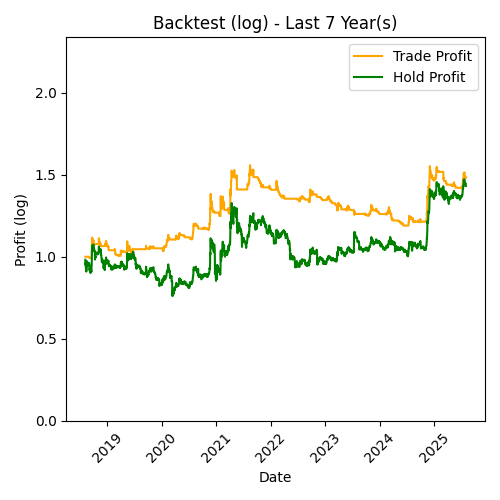 Backtest (log) - Last 7 Year(s)
Trade Profit
Hold Profit
Profit (log)
2.0
1.5
1.0
0.5
0.0
2019
2020
2021
2022
2023
2024
2025
Date